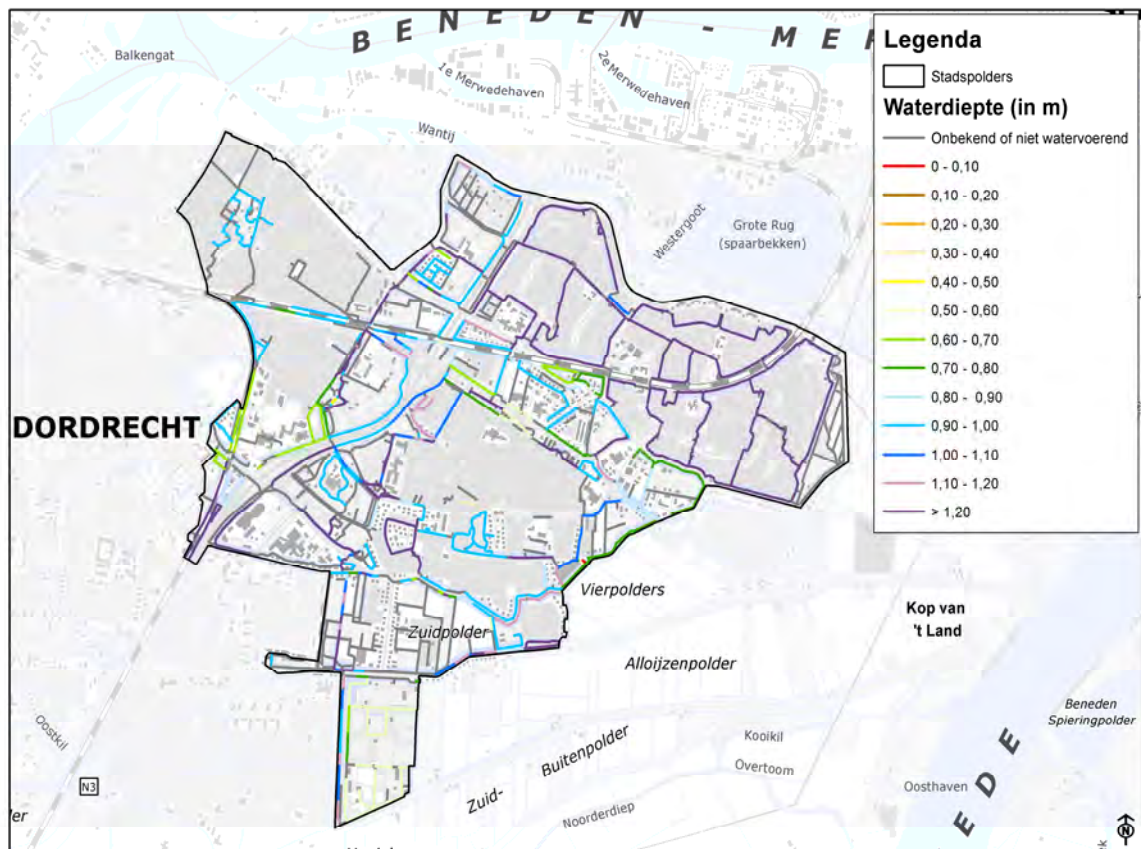 BENEDEN - MER
Balkengat
1e Merwedehaven
2e Merwedehaven
Wantij
Westergoot
Grote Rug
(spaarbekken)
DORDRECHT
Vierpolders
Zuidpolder
Kop van
't Land
Alloijzenpolder
Beneden
Spieringpolder
Oostkil
Buitenpolder
Zuid-
Kooikil
Overtoom
N3
Oosthaven
Noorderdiep
EDE
N
Legenda
Stadspolders
Waterdiepte (in m)
Onbekend of niet watervoerend
0 - 0,10
0,10 - 0,20
0,20 - 0,30
0,30 - 0,40
0,40 - 0,50
0,50 - 0,60
0,60 - 0,70
0,70 - 0,80
0,80 - 0,90
0,90 - 1,00
1,00 - 1,10
1,10 - 1,20
> 1,20